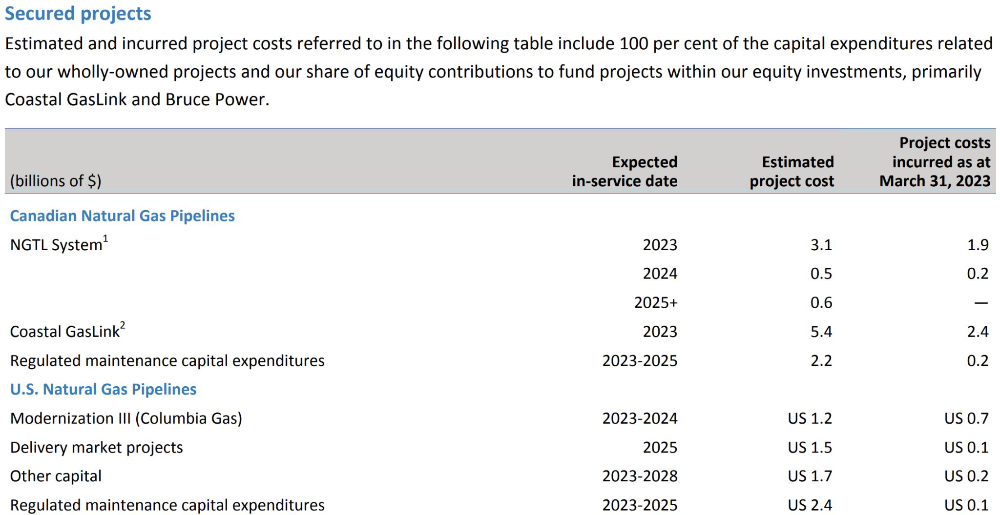 Secured projects
Estimated and incurred project costs referred to in the following table include 100 per cent of the capital expenditures related
to our wholly-owned projects and our share of equity contributions to fund projects within our equity investments, primarily
Coastal GasLink and Bruce Power.
(billions of $) Expected in-service date Estimated project cost Project costs incurred as at March 31, 2023
Canadian Natural Gas Pipelines
NGTL System1 2023 3.1 1.9
2024 0.5 0.2
2025+ 0.6 —
Coastal GasLink2 2023 5.4 2.4
Regulated maintenance capital expenditures 2023-2025 2.2 0.2
U.S. Natural Gas Pipelines
Modernization III (Columbia Gas) 2023-2024 US 1.2 US 0.7
Delivery market projects 2025 US 1.5 US 0.1
Other capital 2023-2028 US 1.7 US 0.2
Regulated maintenance capital expenditures 2023-2025 US 2.4 US 0.1